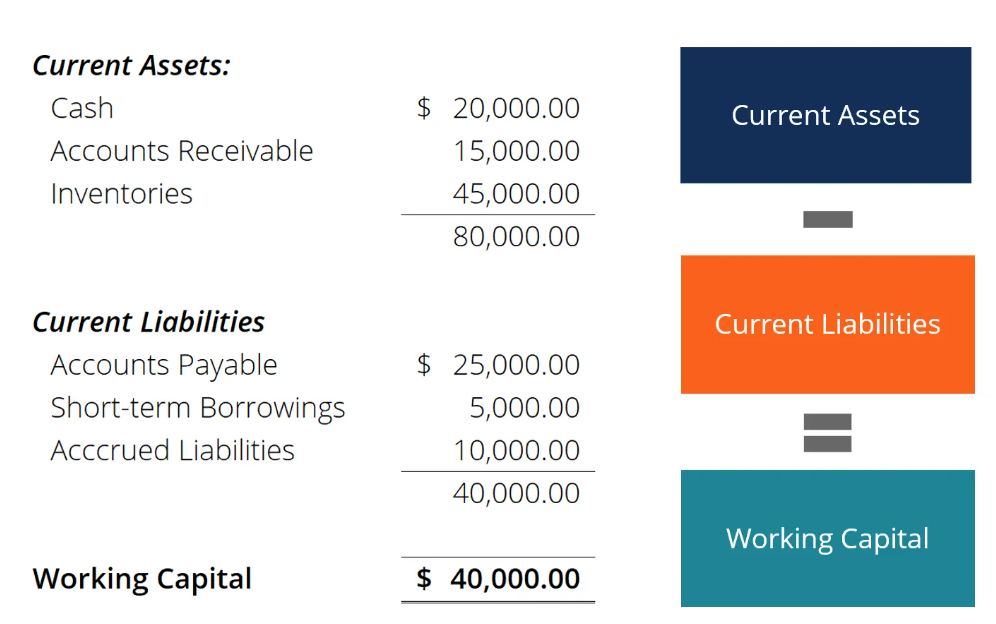 Current Assets:
Cash $ 20,000.00
Accounts Receivable 15,000.00
Inventories 45,000.00
80,000.00
Current Liabilities
Accounts Payable $ 25,000.00
Short-term Borrowings 5,000.00
Acccrued Liabilities 10,000.00
40,000.00
Working Capital $ 40,000.00
Current Assets
Current Liabilities
Working Capital